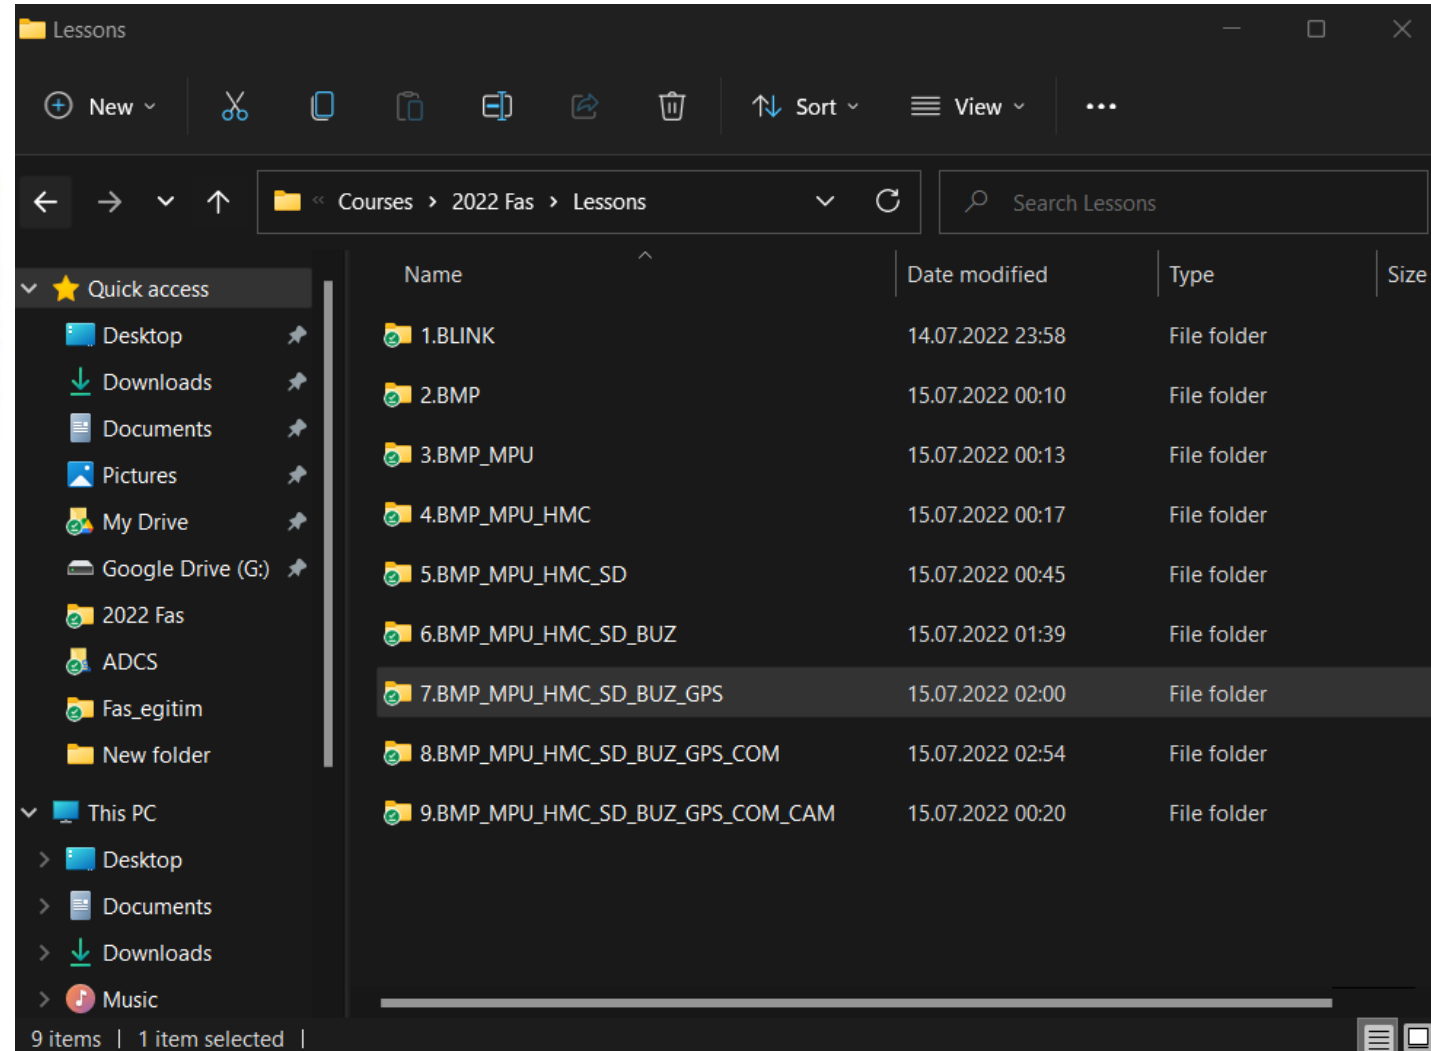 Lessons
New
Sort
View
Courses > 2022 Fas > Lessons
Search Lessons
Name
Date modified
Type
Size
Quick access
Desktop
Downloads
Documents
Pictures
My Drive
Google Drive (G:)
2022 Fas
ADCS
Fas_egitim
New folder
This PC
Desktop
Documents
Downloads
Music
1.BLINK 14.07.2022 23:58 File folder
2.BMP 15.07.2022 00:10 File folder
3.BMP_MPU 15.07.2022 00:13 File folder
4.BMP_MPU_HMC 15.07.2022 00:17 File folder
5.BMP_MPU_HMC_SD 15.07.2022 00:45 File folder
6.BMP_MPU_HMC_SD_BUZ 15.07.2022 01:39 File folder
7.BMP_MPU_HMC_SD_BUZ_GPS 15.07.2022 02:00 File folder
8.BMP_MPU_HMC_SD_BUZ_GPS_COM 15.07.2022 02:54 File folder
9.BMP_MPU_HMC_SD_BUZ_GPS_COM_CAM 15.07.2022 00:20 File folder
9 items | 1 item selected |